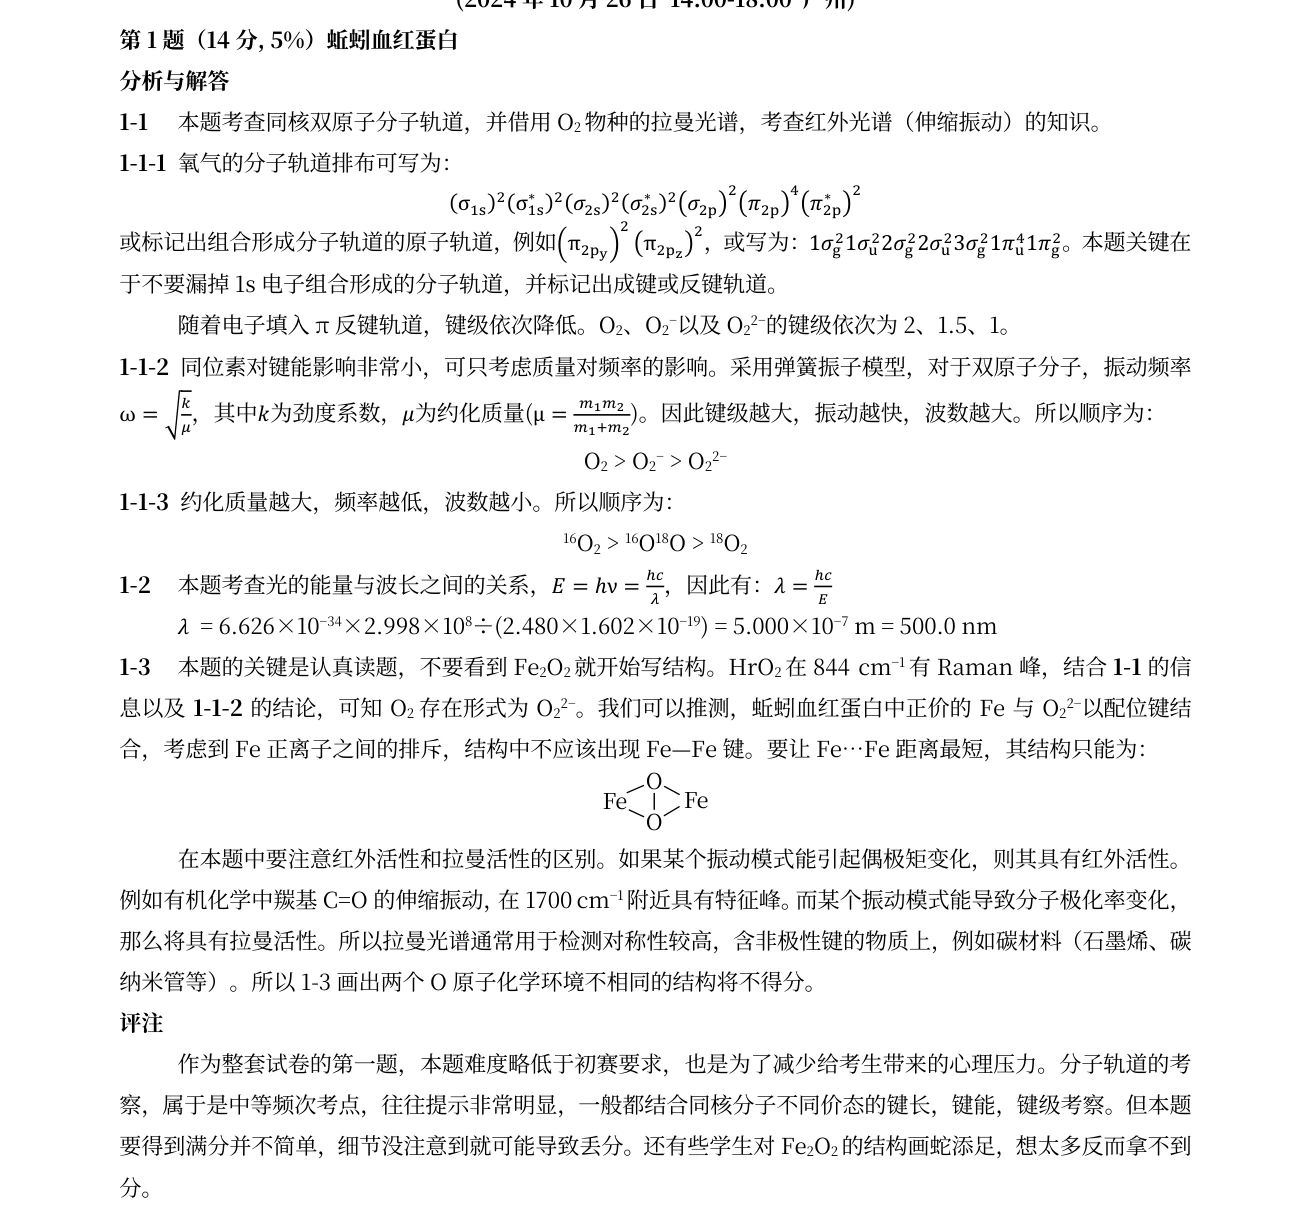 (2024 年 10 月 26 日 14:00-18:00 广州)
第 1 题（14 分, 5%）蚯蚓血红蛋白
分析与解答
1-1 本题考查同核双原子分子轨道，并借用 O₂物种的拉曼光谱，考查红外光谱（伸缩振动）的知识。
1-1-1 氧气的分子轨道排布可写为：
(σ₁ₛ)²(σ*₁ₛ)²(σ₂ₛ)²(σ*₂ₛ)²(σ₂ₚ)²(π₂ₚ)⁴(π*₂ₚ)²
或标记出组合形成分子轨道的原子轨道，例如(π_{2p_y})²(π_{2p_z})²，或写为：1σ_g²1σ_u²2σ_g²2σ_u²3σ_g²1π_u⁴1π_g²。本题关键在
于不要漏掉 1s 电子组合形成的分子轨道，并标记出成键或反键轨道。
随着电子填入 π 反键轨道，键级依次降低。O₂、O₂⁻以及 O₂²⁻的键级依次为 2、1.5、1。
1-1-2 同位素对键能影响非常小，可只考虑质量对频率的影响。采用弹簧振子模型，对于双原子分子，振动频率
ω = √(k/μ)，其中k为劲度系数，μ为约化质量(μ = m₁m₂/(m₁+m₂))。因此键级越大，振动越快，波数越大。所以顺序为：
O₂ > O₂⁻ > O₂²⁻
1-1-3 约化质量越大，频率越低，波数越小。所以顺序为：
¹⁶O₂ > ¹⁶O¹⁸O > ¹⁸O₂
1-2 本题考查光的能量与波长之间的关系，E = hν = hc/λ，因此有：λ = hc/E
λ = 6.626×10⁻³⁴×2.998×10⁸÷(2.480×1.602×10⁻¹⁹) = 5.000×10⁻⁷ m = 500.0 nm
1-3 本题的关键是认真读题，不要看到 Fe₂O₂就开始写结构。HrO₂在 844 cm⁻¹有 Raman 峰，结合 1-1 的信
息以及 1-1-2 的结论，可知 O₂ 存在形式为 O₂²⁻。我们可以推测，蚯蚓血红蛋白中正价的 Fe 与 O₂²⁻以配位键结
合，考虑到 Fe 正离子之间的排斥，结构中不应该出现 Fe—Fe 键。要让 Fe⋯Fe 距离最短，其结构只能为：
O
Fe Fe
O
在本题中要注意红外活性和拉曼活性的区别。如果某个振动模式能引起偶极矩变化，则其具有红外活性。
例如有机化学中羰基 C=O 的伸缩振动, 在 1700 cm⁻¹附近具有特征峰。而某个振动模式能导致分子极化率变化，
那么将具有拉曼活性。所以拉曼光谱通常用于检测对称性较高，含非极性键的物质上，例如碳材料（石墨烯、碳
纳米管等）。所以 1-3 画出两个 O 原子化学环境不相同的结构将不得分。
评注
作为整套试卷的第一题，本题难度略低于初赛要求，也是为了减少给考生带来的心理压力。分子轨道的考
察，属于是中等频次考点，往往提示非常明显，一般都结合同核分子不同价态的键长，键能，键级考察。但本题
要得到满分并不简单，细节没注意到就可能导致丢分。还有些学生对 Fe₂O₂的结构画蛇添足，想太多反而拿不到
分。